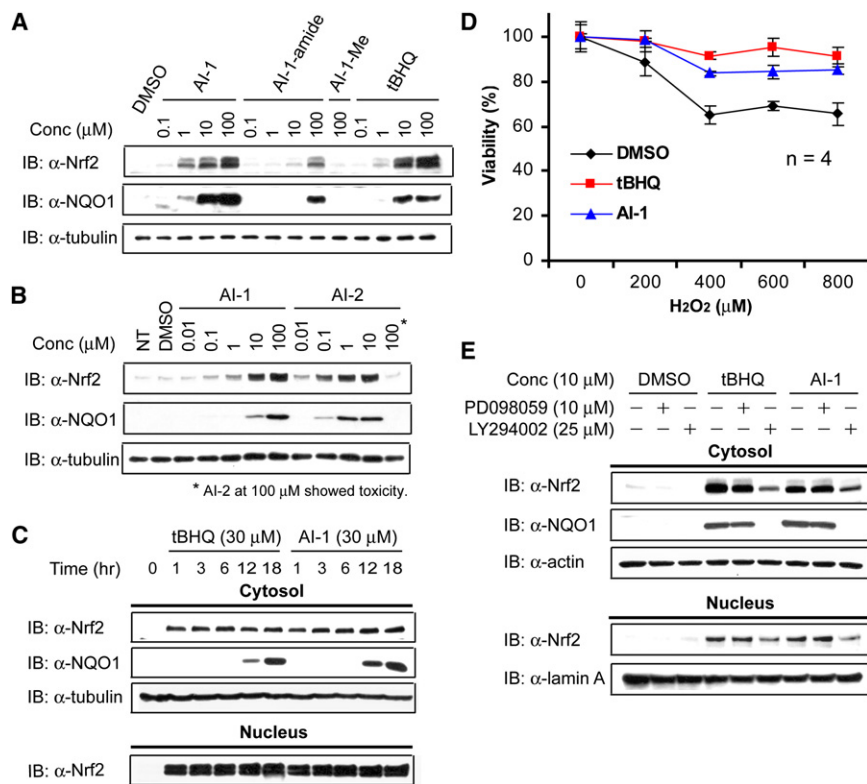 A
DMSO AI-1 AI-1-amide AI-1-Me tBHQ
Conc (μM) 0.1 1 10 100 0.1 1 10 100 100 0.1 1 10 100
IB: α-Nrf2
IB: α-NQO1
IB: α-tubulin
B
AI-1 AI-2
Conc (μM) NT DMSO 0.01 0.1 1 10 100 0.01 0.1 1 10 100 *
IB: α-Nrf2
IB: α-NQO1
IB: α-tubulin
* AI-2 at 100 μM showed toxicity.
C
tBHQ (30 μM) AI-1 (30 μM)
Time (hr) 0 1 3 6 12 18 1 3 6 12 18
Cytosol
IB: α-Nrf2
IB: α-NQO1
IB: α-tubulin
Nucleus
IB: α-Nrf2
D
Viability (%)
100
80
60
40
20
0
DMSO
tBHQ
AI-1
n = 4
0 200 400 600 800
H2O2 (μM)
E
Conc (10 μM) DMSO tBHQ AI-1
PD098059 (10 μM) – + – – + – – + –
LY294002 (25 μM) – – + – – + – – +
Cytosol
IB: α-Nrf2
IB: α-NQO1
IB: α-actin
Nucleus
IB: α-Nrf2
IB: α-lamin A